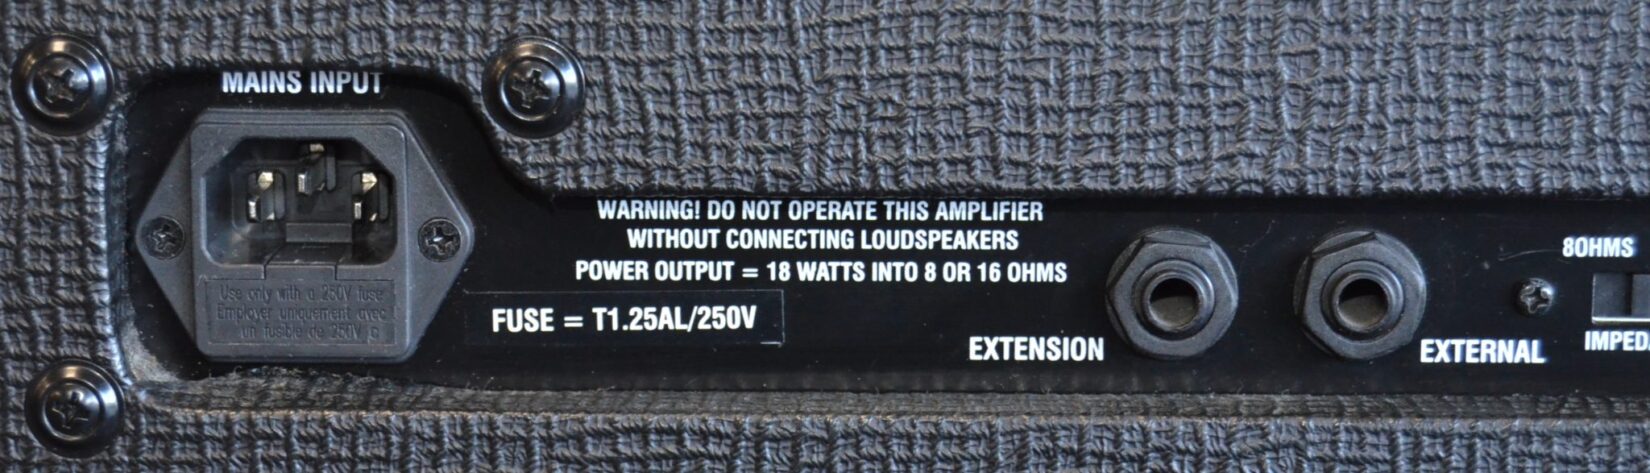 MAINS INPUT
WARNING! DO NOT OPERATE THIS AMPLIFIER
WITHOUT CONNECTING LOUDSPEAKERS
POWER OUTPUT = 18 WATTS INTO 8 OR 16 OHMS
FUSE = T1.25AL/250V
Use only with a 250V fuse
Employer uniquement avec
un fusible de 250V
EXTENSION
EXTERNAL
8OHMS
IMPED